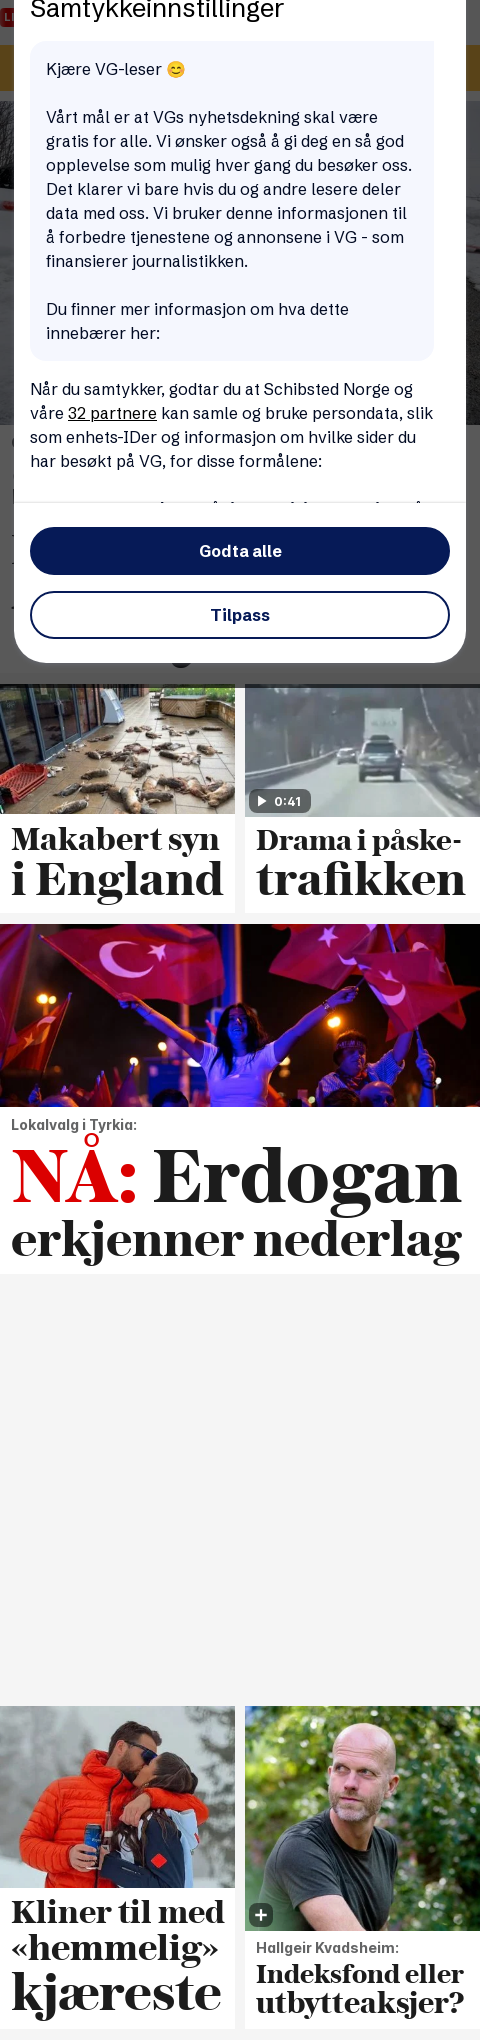 Samtykkeinnstillinger
Kjære VG-leser 😊
Vårt mål er at VGs nyhetsdekning skal være
gratis for alle. Vi ønsker også å gi deg en så god
opplevelse som mulig hver gang du besøker oss.
Det klarer vi bare hvis du og andre lesere deler
data med oss. Vi bruker denne informasjonen til
å forbedre tjenestene og annonsene i VG - som
finansierer journalistikken.
Du finner mer informasjon om hva dette
innebærer her:
Når du samtykker, godtar du at Schibsted Norge og
våre 32 partnere kan samle og bruke persondata, slik
som enhets-IDer og informasjon om hvilke sider du
har besøkt på VG, for disse formålene:
Godta alle
Tilpass
0:41
Makabert syn
i England
Drama i påske-
trafikken
Lokalvalg i Tyrkia:
NÅ: Erdogan
erkjenner nederlag
Kliner til med
«hemmelig»
kjæreste
Hallgeir Kvadsheim:
Indeksfond eller
utbytteaksjer?